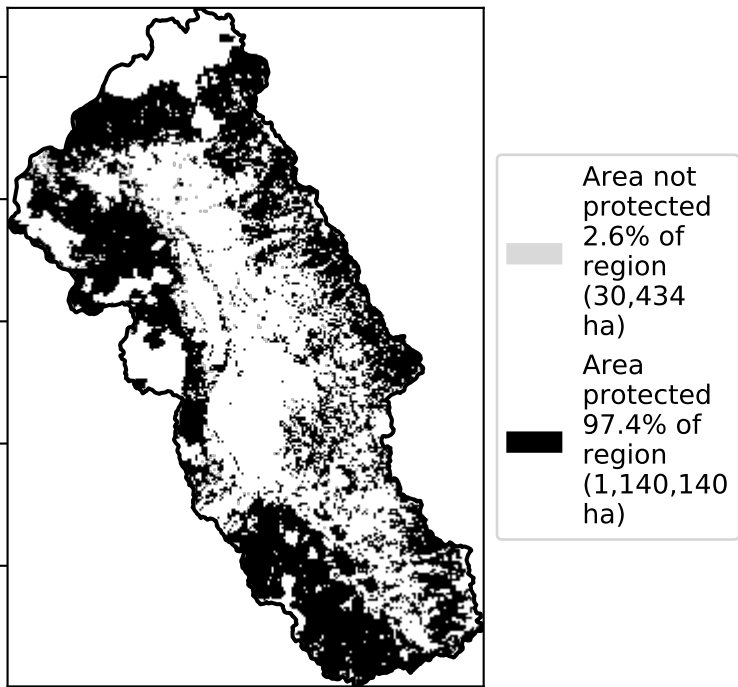 Area not
protected
2.6% of
region
(30,434
ha)
Area
protected
97.4% of
region
(1,140,140
ha)